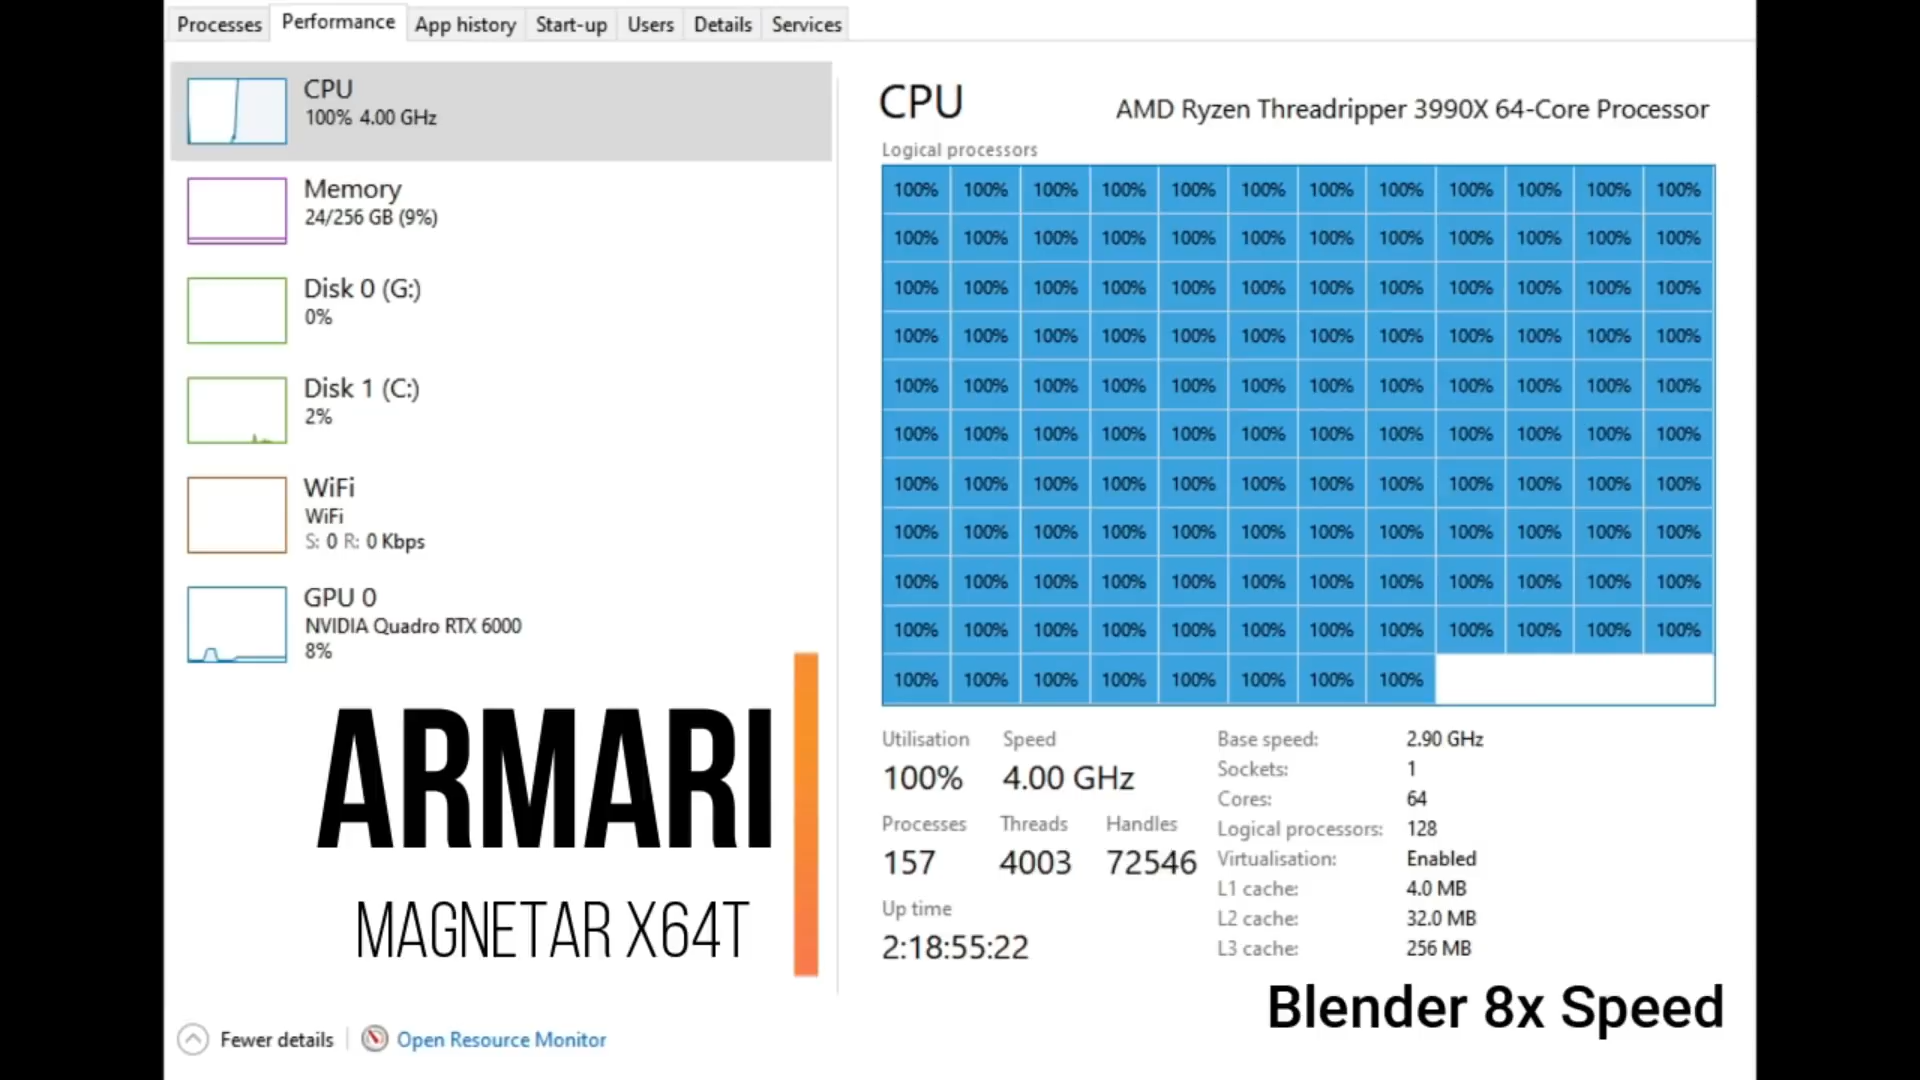 Processes Performance App history Start-up Users Details Services
CPU
100% 4.00 GHz
Memory
24/256 GB (9%)
Disk 0 (G:)
0%
Disk 1 (C:)
2%
WiFi
WiFi
S: 0 R: 0 Kbps
GPU 0
NVIDIA Quadro RTX 6000
8%
ARMARI
MAGNETAR X64T
Fewer details
Open Resource Monitor
CPU AMD Ryzen Threadripper 3990X 64-Core Processor
Logical processors
100% 100% 100% 100% 100% 100% 100% 100% 100% 100% 100% 100%
100% 100% 100% 100% 100% 100% 100% 100% 100% 100% 100% 100%
100% 100% 100% 100% 100% 100% 100% 100% 100% 100% 100% 100%
100% 100% 100% 100% 100% 100% 100% 100% 100% 100% 100% 100%
100% 100% 100% 100% 100% 100% 100% 100% 100% 100% 100% 100%
100% 100% 100% 100% 100% 100% 100% 100% 100% 100% 100% 100%
100% 100% 100% 100% 100% 100% 100% 100% 100% 100% 100% 100%
100% 100% 100% 100% 100% 100% 100% 100% 100% 100% 100% 100%
100% 100% 100% 100% 100% 100% 100% 100% 100% 100% 100% 100%
100% 100% 100% 100% 100% 100% 100% 100% 100% 100% 100% 100%
100% 100% 100% 100% 100% 100% 100% 100%
Utilisation Speed
100% 4.00 GHz
Processes Threads Handles
157 4003 72546
Up time
2:18:55:22
Base speed: 2.90 GHz
Sockets: 1
Cores: 64
Logical processors: 128
Virtualisation: Enabled
L1 cache: 4.0 MB
L2 cache: 32.0 MB
L3 cache: 256 MB
Blender 8x Speed